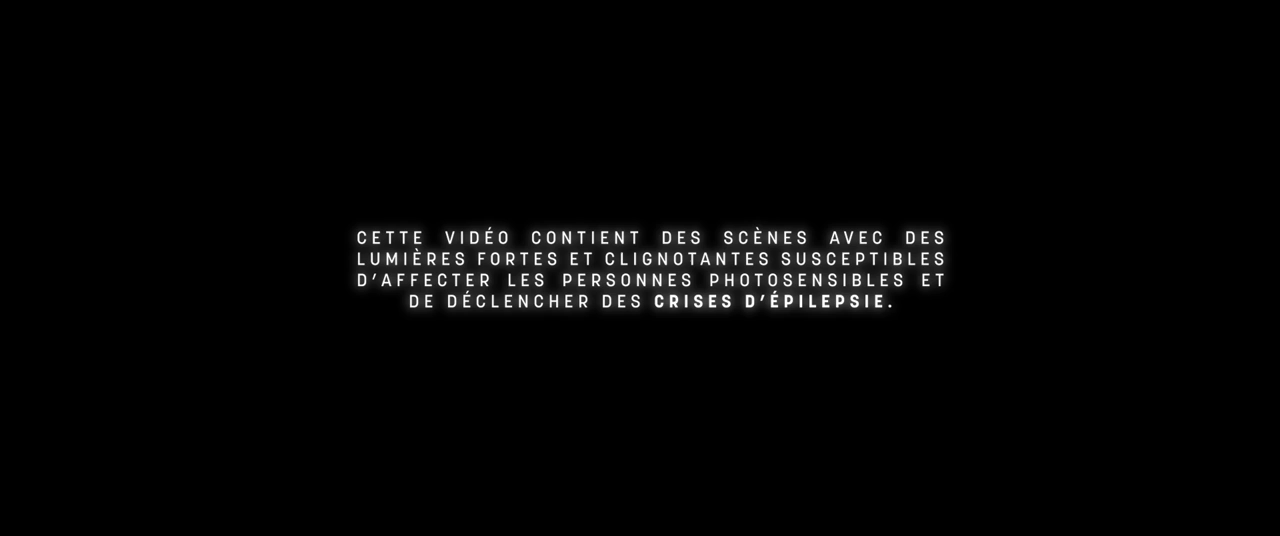 CETTE VIDÉO CONTIENT DES SCÈNES AVEC DES
LUMIÈRES FORTES ET CLIGNOTANTES SUSCEPTIBLES
D’AFFECTER LES PERSONNES PHOTOSENSIBLES ET
DE DÉCLENCHER DES CRISES D’ÉPILEPSIE.